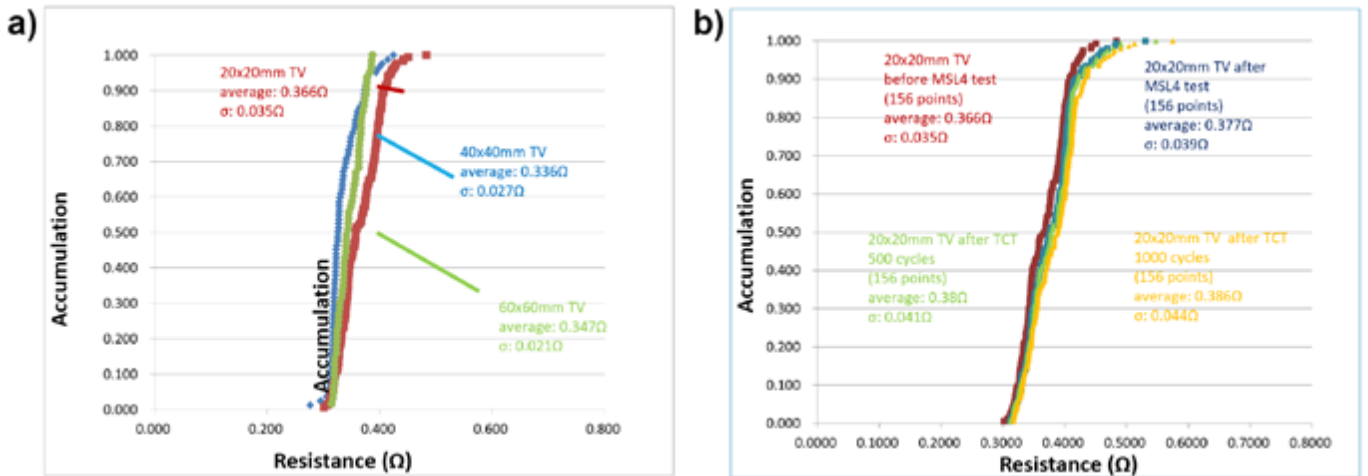 a)
1.000
0.900
0.800
0.700
0.600
0.500
0.400
0.300
0.200
0.100
0.000
0.000
0.200
0.400
0.600
0.800
Accumulation
Accumulation
Resistance (Ω)
20x20mm TV
average: 0.366Ω
σ: 0.035Ω
40x40mm TV
average: 0.336Ω
σ: 0.027Ω
60x60mm TV
average: 0.347Ω
σ: 0.021Ω
b)
1.000
0.900
0.800
0.700
0.600
0.500
0.400
0.300
0.200
0.100
0.000
0.0000
0.1000
0.2000
0.3000
0.4000
0.5000
0.6000
0.7000
0.8000
Accumulation
Resistance (Ω)
20x20mm TV
before MSL4 test
(156 points)
average: 0.366Ω
σ: 0.035Ω
20x20mm TV after
MSL4 test
(156 points)
average: 0.377Ω
σ: 0.039Ω
20x20mm TV after TCT
500 cycles
(156 points)
average: 0.38Ω
σ: 0.041Ω
20x20mm TV after TCT
1000 cycles
(156 points)
average: 0.386Ω
σ: 0.044Ω